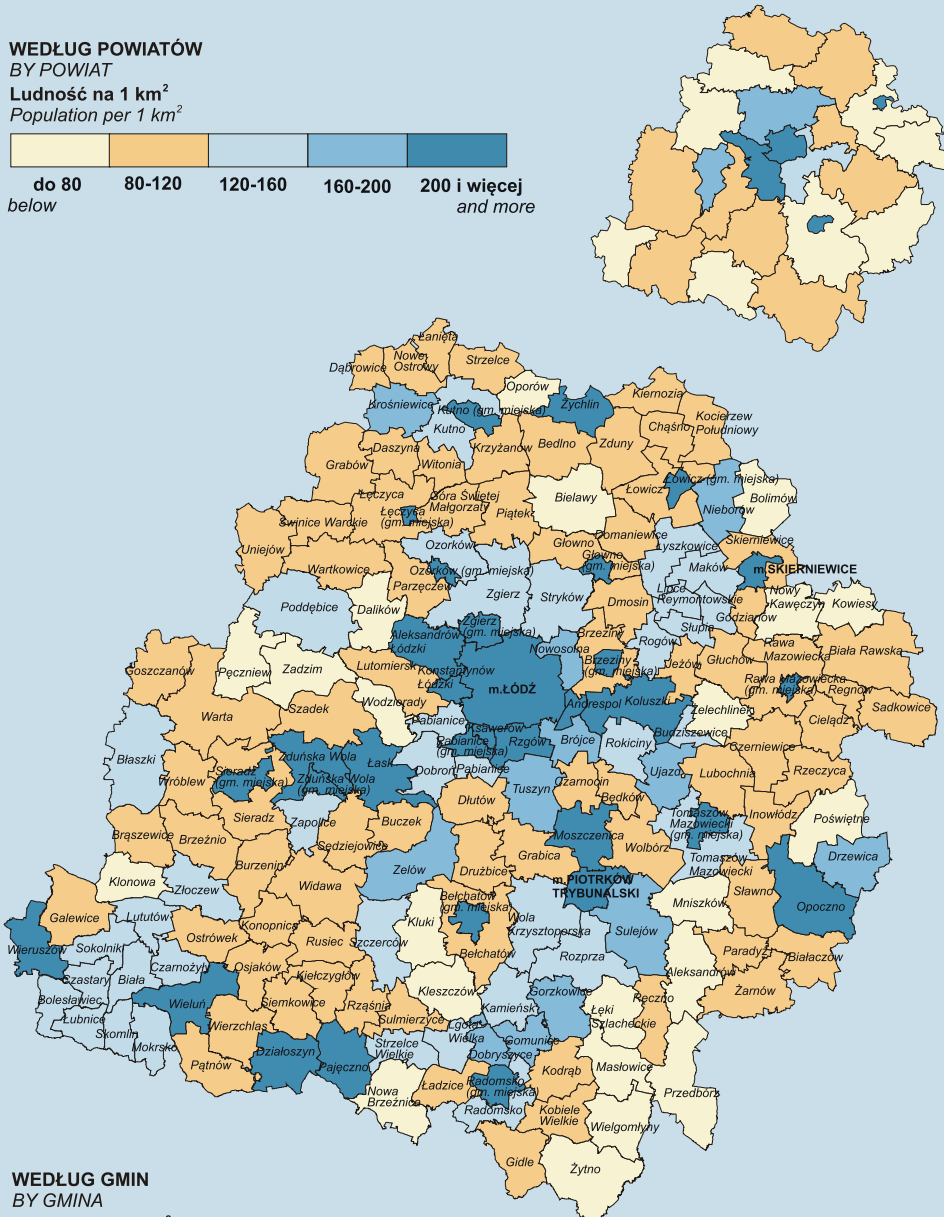 WEDŁUG POWIATÓW
BY POWIAT
Ludność na 1 km²
Population per 1 km²
do 80
80-120
120-160
160-200
200 i więcej
below
and more
Łanięta
Nowe
Ostrowy
Strzelce
Dąbrowice
Oporów
Krośniewice
Kutno (gm. miejska)
Żychlin
Kutno
Kiernozia
Kocierzew
Południowy
Chąśno
Daszyna
Witonia
Krzyżanów
Bedlno
Zduny
Grabów
Łęczyca
Góra Świętej
Małgorzaty
Łowicz (gm. miejska)
Łowicz
Bielawy
Bolimów
Nieborów
Świnice Warckie
Łęczyca
(gm. miejska)
Piątek
Domaniewice
Skierniewice
Uniejów
Ozorków
Głowno
Głowno
(gm. miejska)
Łyszkowice
Maków
m.SKIERNIEWICE
Wartkowice
Ozorków (gm. miejska)
Parzęczew
Zgierz
Stryków
Dmosin
Lipce
Reymontowskie
Nowy
Kawęczyn
Kowiesy
Godzianów
Poddębice
Dalików
Zgierz
(gm. miejska)
Słupia
Aleksandrów
Łódzki
Nowosolna
Brzeziny
Rogów
Rawa
Mazowiecka
Biała Rawska
Goszczanów
Pęczniew
Zadzim
Lutomiersk
Konstantynów
Łódzki
m.ŁÓDŹ
Brzeziny
(gm. miejska)
Jeżów
Głuchów
Rawa Mazowiecka
(gm. miejska)
Regnów
Sadkowice
Warta
Szadek
Wodzierady
Andrespol
Koluszki
Żelechlinek
Cielądz
Pabianice
Ksawerów
Budziszewice
Błaszki
Zduńska Wola
Łask
Pabianice
(gm. miejska)
Rzgów
Brójce
Rokiciny
Czerniewice
Wróblew
Sieradz
(gm. miejska)
Zduńska Wola
(gm. miejska)
Dobroń
Pabianice
Ujazd
Lubochnia
Rzeczyca
Tuszyn
Czarnocin
Będków
Dłutów
Sieradz
Zapolice
Buczek
Tomaszów
Mazowiecki
(gm. miejska)
Inowłódz
Poświętne
Brąszewice
Brzeźnio
Sędziejowice
Moszczenica
Wolbórz
Grabica
Tomaszów
Mazowiecki
Drzewica
Burzenin
Zelów
Drużbice
m.PIOTRKÓW
TRYBUNALSKI
Klonowa
Złoczew
Widawa
Bełchatów
(gm. miejska)
Mniszków
Sławno
Opoczno
Galewice
Lututów
Konopnica
Kluki
Wola
Krzysztoporska
Sulejów
Wieruszów
Sokolnik
Ostrówek
Rusiec
Szczerców
Bełchatów
Rozprza
Paradyż
Białaczów
Czastary
Biała
Czarnożyły
Osjaków
Kiełczygłów
Aleksandrów
Żarnów
Bolesławiec
Wieluń
Siemkowice
Rząśnia
Kleszczów
Gorzkowice
Ręczno
Łubnice
Skomlin
Wierzchlas
Sulmierzyce
Kamieńsk
Łęki
Szlacheckie
Mokrsko
Działoszyn
Pajęczno
Strzelce
Wielkie
Lgota
Wielka
Gomunice
Dobryszyce
Pątnów
Nowa
Brzeźnica
Ładzice
Radomsko
(gm. miejska)
Kodrąb
Masłowice
Przedbórz
Radomsko
Kobiele
Wielkie
Wielgomłyny
Gidle
Żytno
WEDŁUG GMIN
BY GMINA